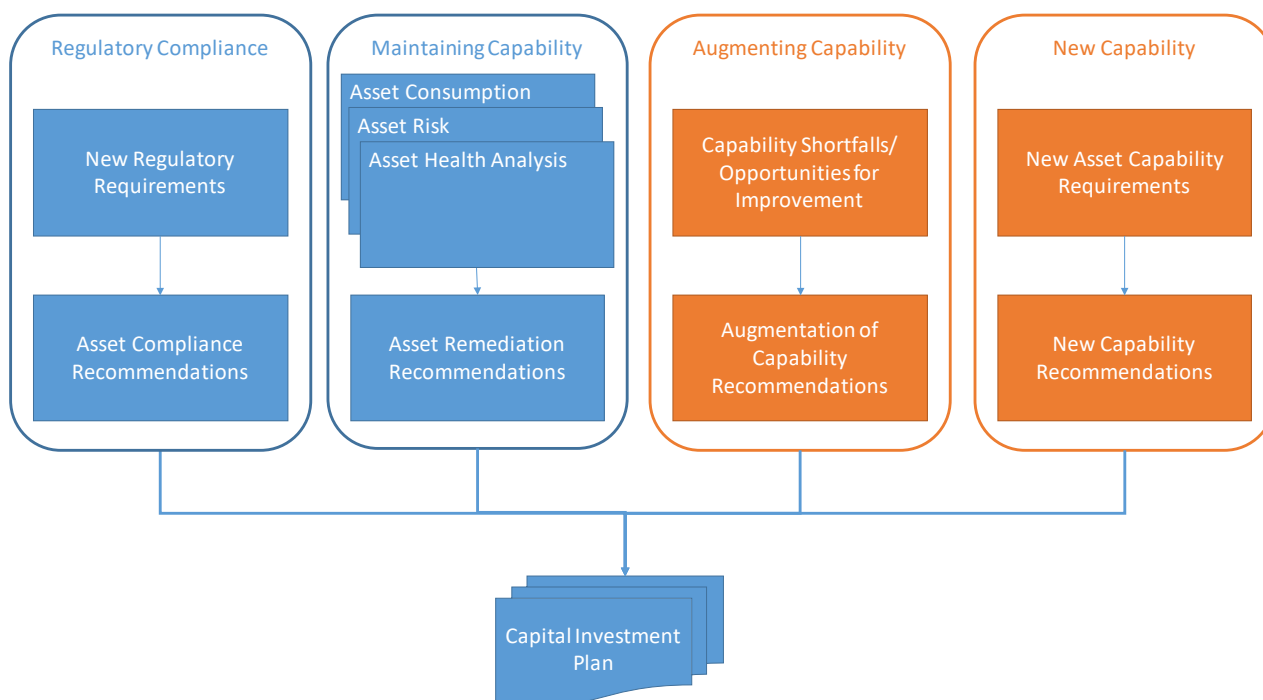 Regulatory Compliance
New Regulatory
Requirements
Asset Compliance
Recommendations
Maintaining Capability
Asset Consumption
Asset Risk
Asset Health Analysis
Asset Remediation
Recommendations
Augmenting Capability
Capability Shortfalls/
Opportunities for
Improvement
Augmentation of
Capability
Recommendations
New Capability
New Asset Capability
Requirements
New Capability
Recommendations
Capital Investment
Plan